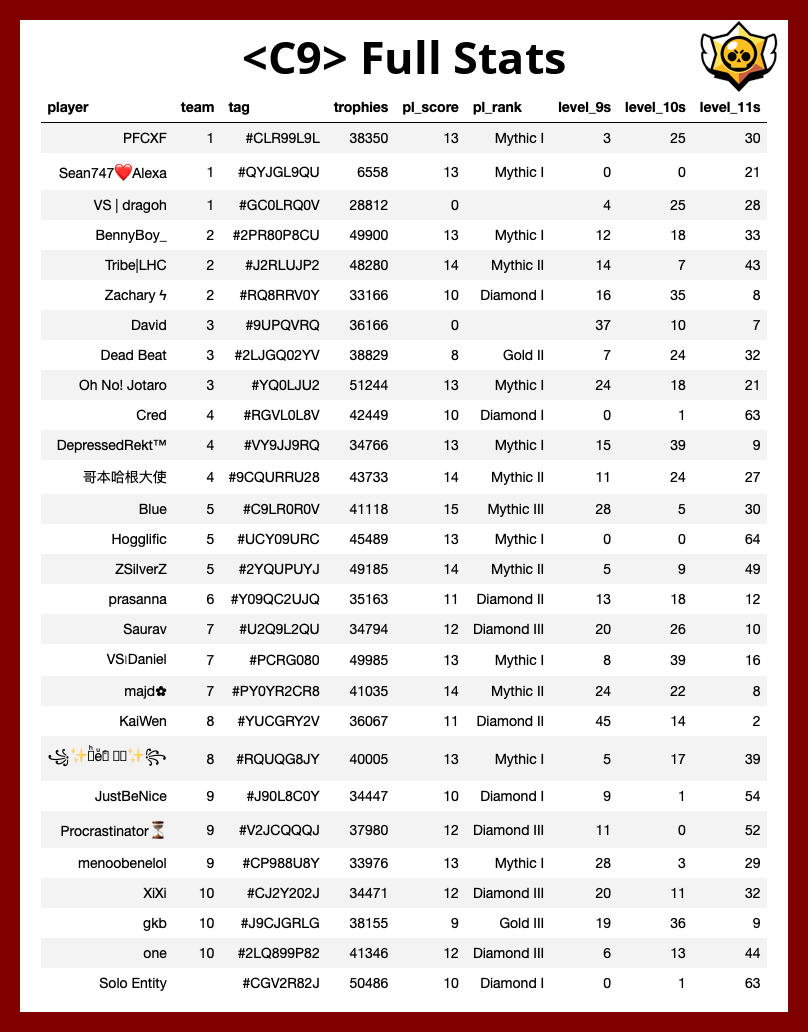 <C9> Full Stats
player team tag trophies pl_score pl_rank level_9s level_10s level_11s
PFCXF 1 #CLR99L9L 38350 13 Mythic I 3 25 30
Sean747❤️Alexa 1 #QYJGL9QU 6558 13 Mythic I 0 0 21
VS | dragoh 1 #GC0LRQ0V 28812 0 4 25 28
BennyBoy_ 2 #2PR80P8CU 49900 13 Mythic I 12 18 33
Tribe|LHC 2 #J2RLUJP2 48280 14 Mythic II 14 7 43
Zachary ϟ 2 #RQ8RRV0Y 33166 10 Diamond I 16 35 8
David 3 #9UPQVRQ 36166 0 37 10 7
Dead Beat 3 #2LJGQ02YV 38829 8 Gold II 7 24 32
Oh No! Jotaro 3 #YQ0LJU2 51244 13 Mythic I 24 18 21
Cred 4 #RGVL0L8V 42449 10 Diamond I 0 1 63
DepressedRekt™ 4 #VY9JJ9RQ 34766 13 Mythic I 15 39 9
哥本哈根大使 4 #9CQURRU28 43733 14 Mythic II 11 24 27
Blue 5 #C9LR0R0V 41118 15 Mythic III 28 5 30
Hogglific 5 #UCY09URC 45489 13 Mythic I 0 0 64
ZSilverZ 5 #2YQUPUYJ 49185 14 Mythic II 5 9 49
prasanna 6 #Y09QC2UJQ 35163 11 Diamond II 13 18 12
Saurav 7 #U2Q9L2QU 34794 12 Diamond III 20 26 10
VS|Daniel 7 #PCRG080 49985 13 Mythic I 8 39 16
majd✿ 7 #PY0YR2CR8 41035 14 Mythic II 24 22 8
KaiWen 8 #YUCGRY2V 36067 11 Diamond II 45 14 2
8 #RQUQG8JY 40005 13 Mythic I 5 17 39
JustBeNice 9 #J90L8C0Y 34447 10 Diamond I 9 1 54
Procrastinator⏳ 9 #V2JCQQQJ 37980 12 Diamond III 11 0 52
menoobenelol 9 #CP988U8Y 33976 13 Mythic I 28 3 29
XiXi 10 #CJ2Y202J 34471 12 Diamond III 20 11 32
gkb 10 #J9CJGRLG 38155 9 Gold III 19 36 9
one 10 #2LQ899P82 41346 12 Diamond III 6 13 44
Solo Entity #CGV2R82J 50486 10 Diamond I 0 1 63